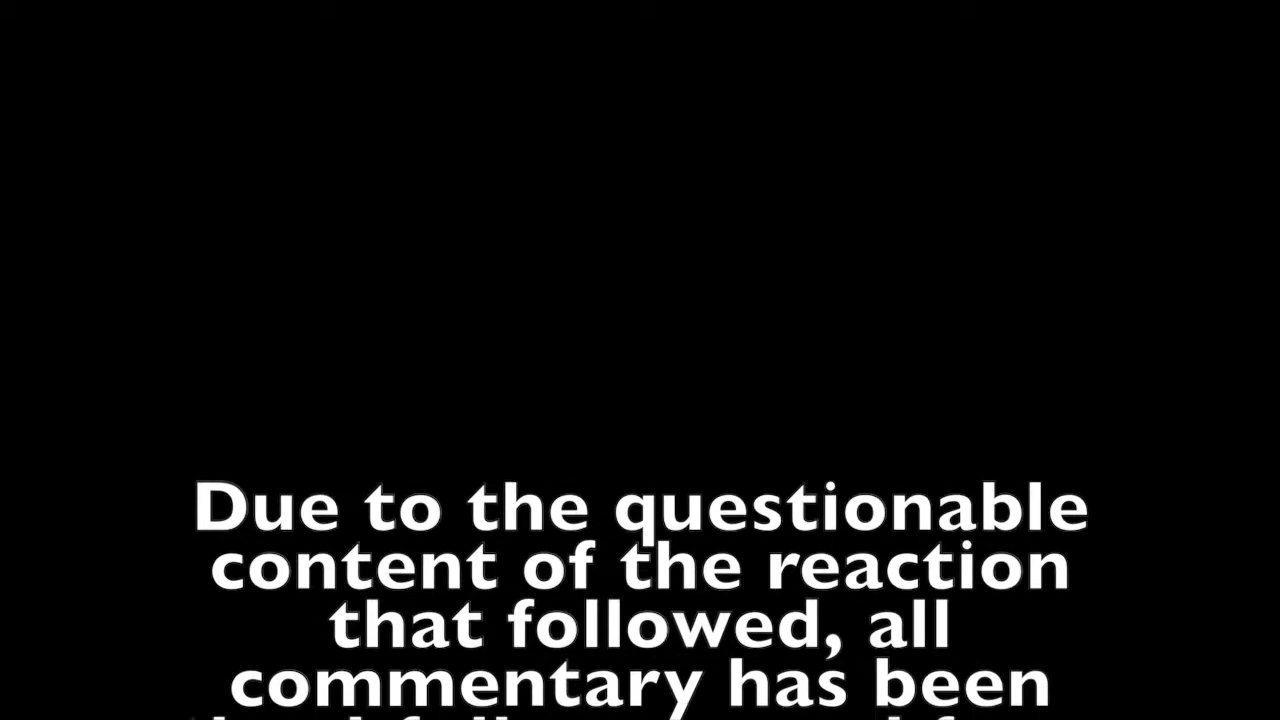 Due to the questionable
content of the reaction
that followed, all
commentary has been